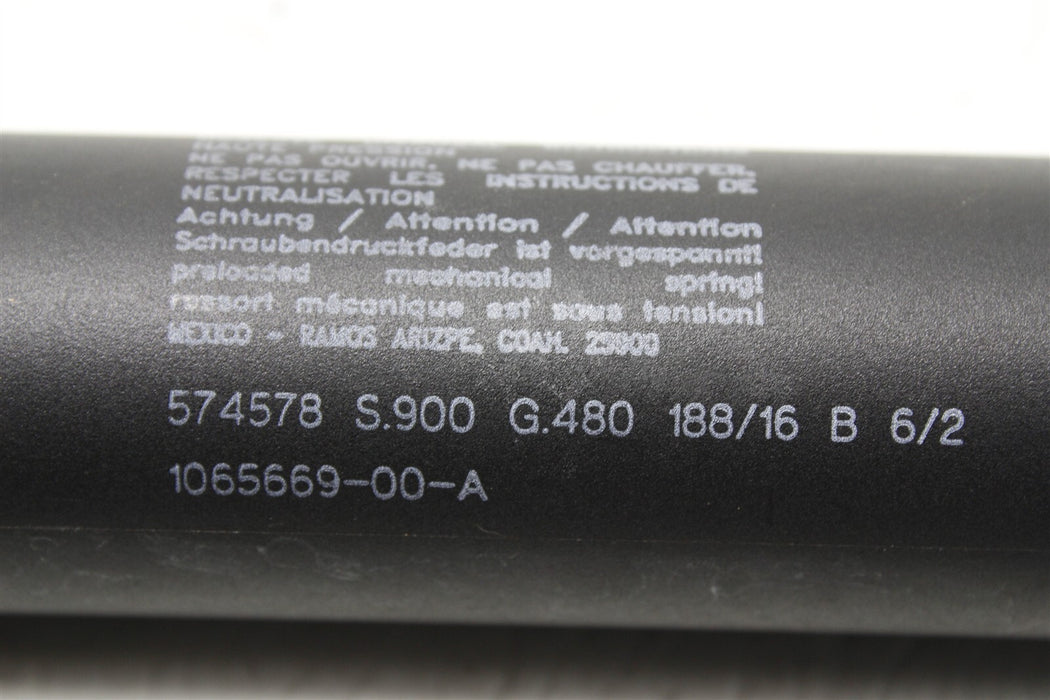 HAUTE PRESSION
NE PAS OUVRIR, NE PAS CHAUFFER.
RESPECTER LES INSTRUCTIONS DE
NEUTRALISATION
Achtung / Attention / Attention
Schraubendruckfeder ist vorgespannt!
preloaded mechanical spring!
ressort mécanique est sous tension!
MEXICO - RAMOS ARIZPE, COAH. 25900
574578 S.900 G.480 188/16 B 6/2
1065669-00-A